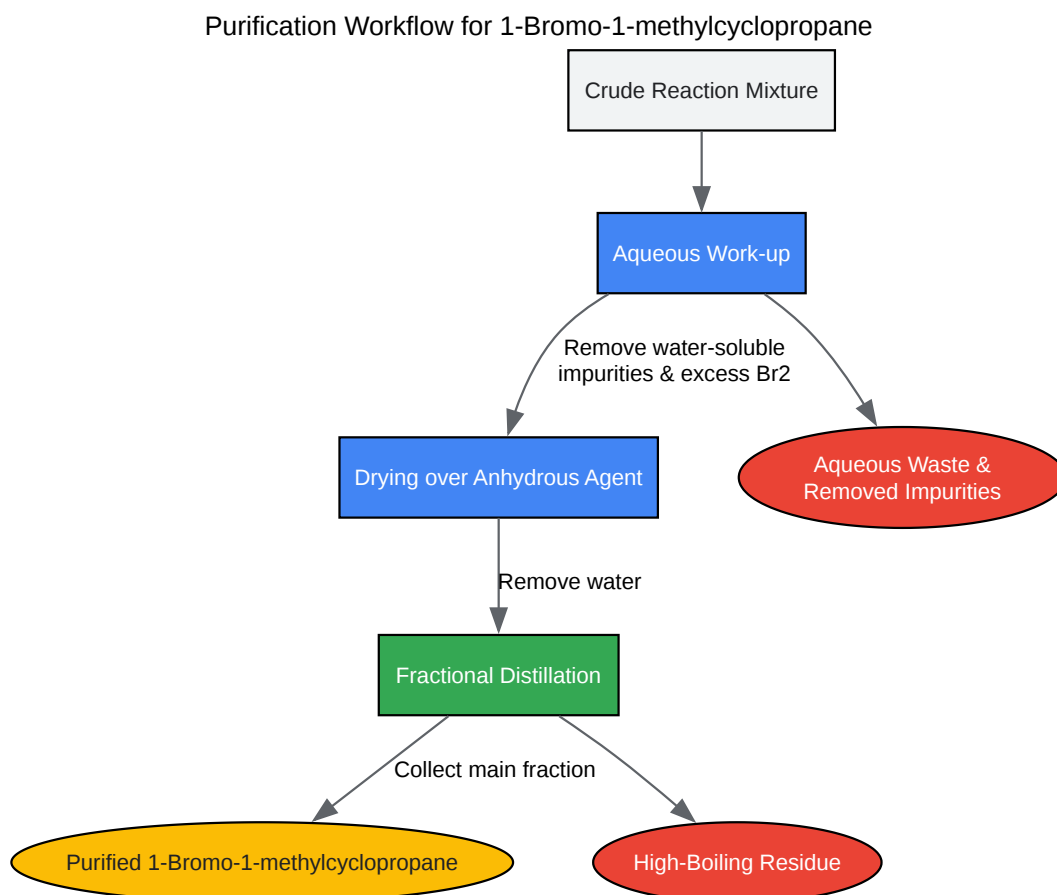 Purification Workflow for 1-Bromo-1-methylcyclopropane
Crude Reaction Mixture
Aqueous Work-up
Remove water-soluble
impurities & excess Br2
Drying over Anhydrous Agent
Aqueous Waste &
Removed Impurities
Remove water
Fractional Distillation
Collect main fraction
Purified 1-Bromo-1-methylcyclopropane
High-Boiling Residue